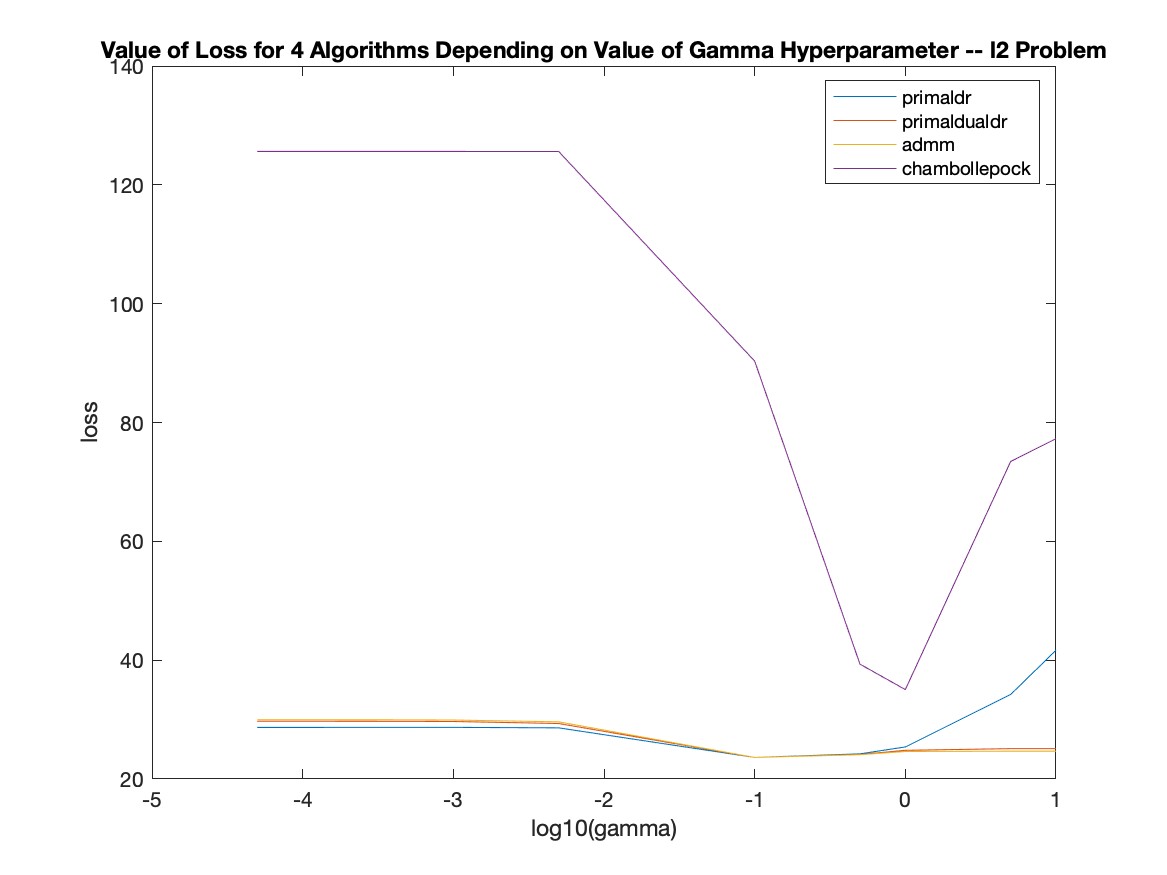 Value of Loss for 4 Algorithms Depending on Value of Gamma Hyperparameter -- l2 Problem
140
120
100
80
60
40
20
loss
primaldr
primaldualdr
admm
chambollepock
-5 -4 -3 -2 -1 0 1
log10(gamma)